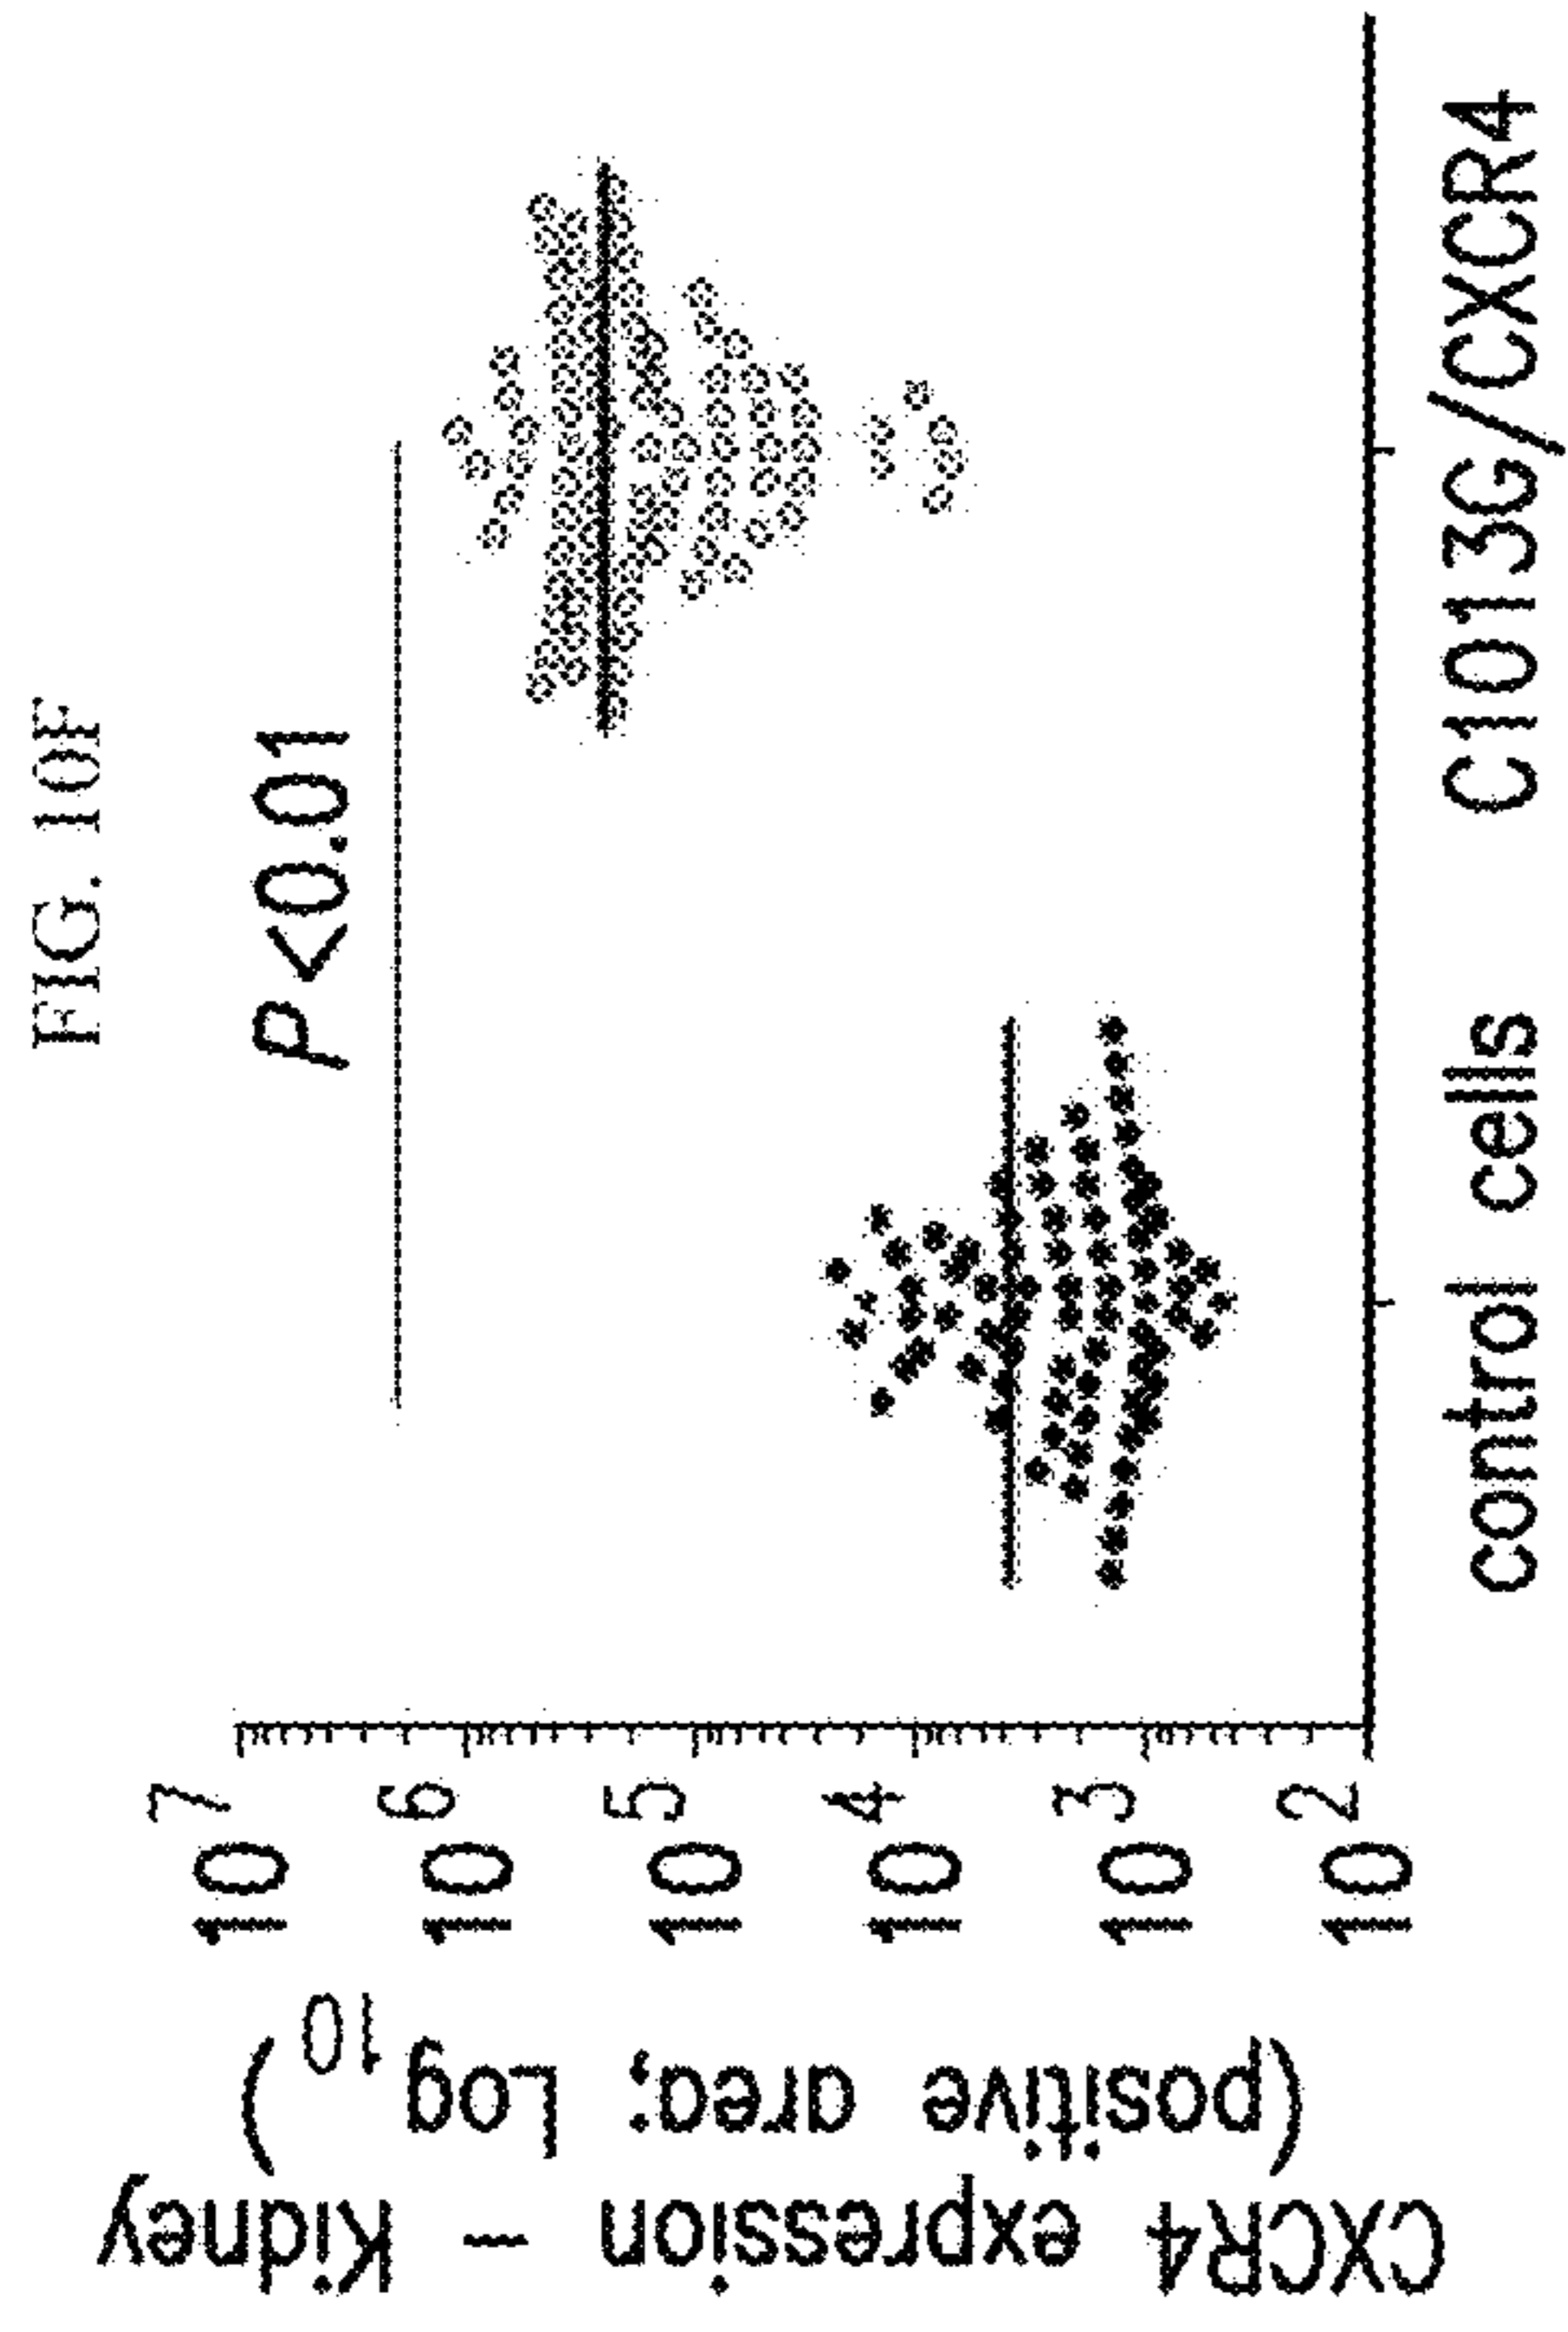 FIG. 10F
P<0.01
CXCR4 expression – Kidney
(positive area; Log10)
10^7
10^6
10^5
10^4
10^3
10^2
control cells
C1013G/CXCR4